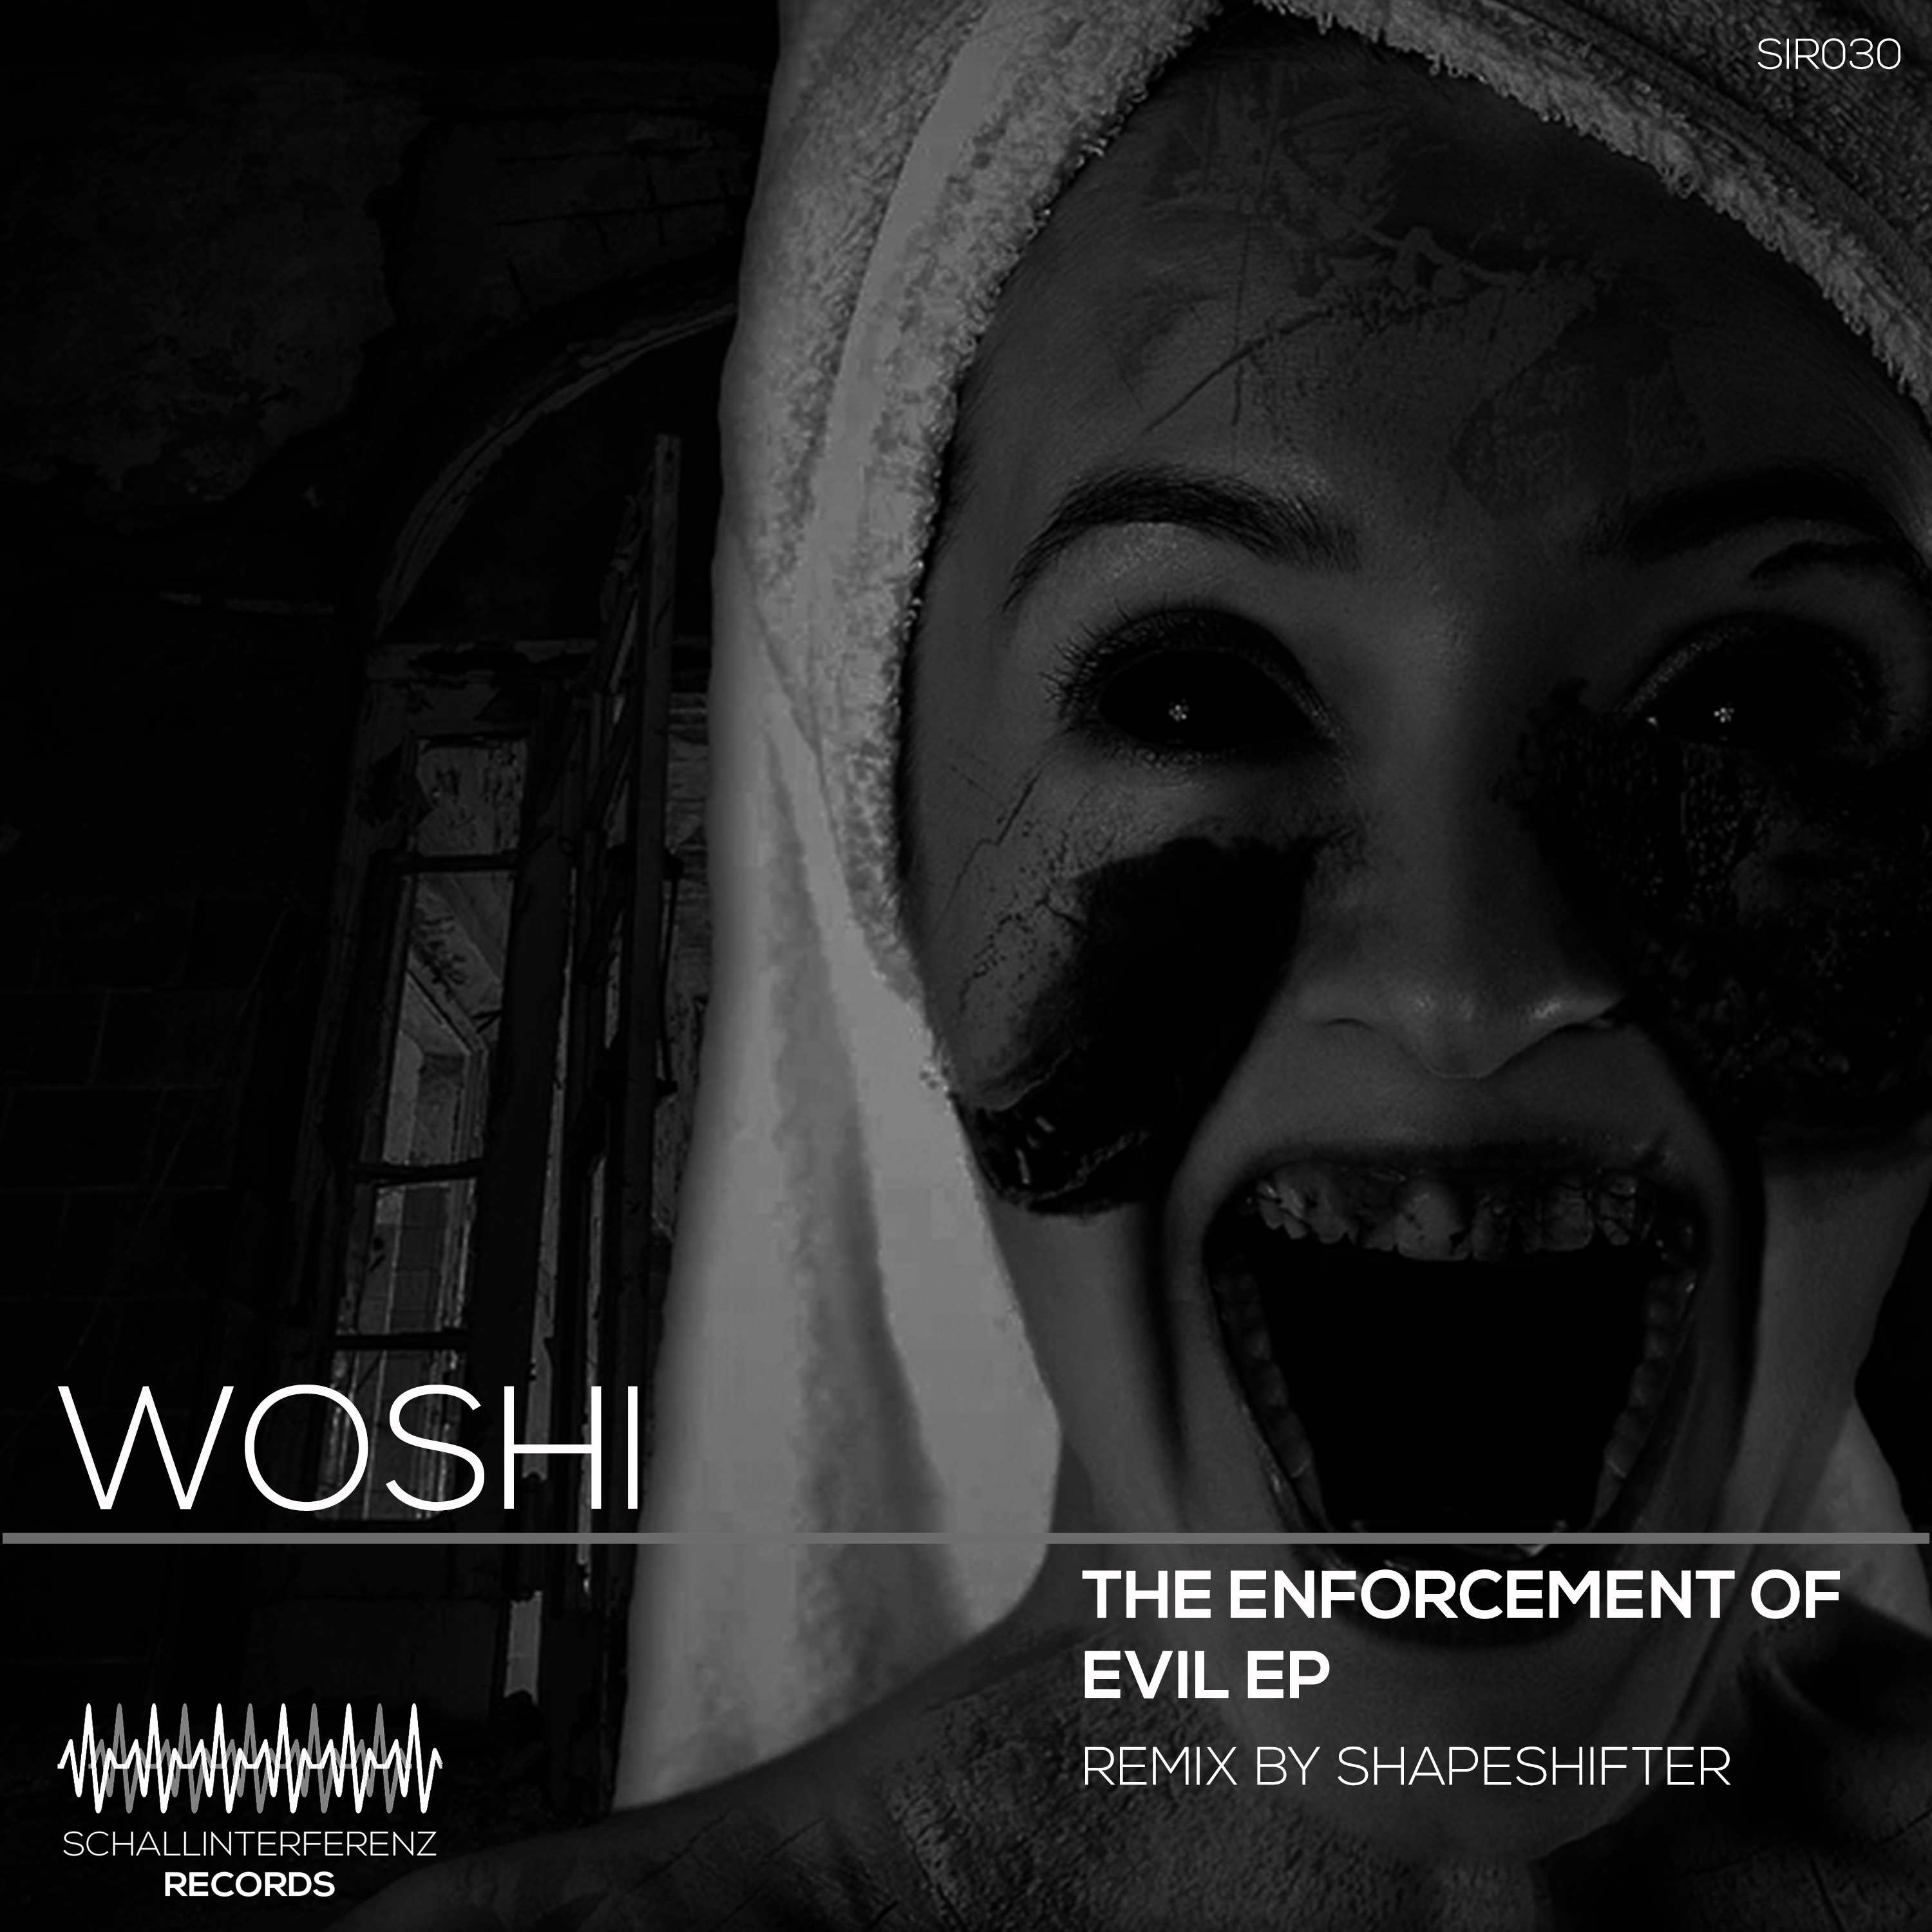 SIR030
WOSHI
THE ENFORCEMENT OF
EVIL EP
REMIX BY SHAPESHIFTER
SCHALLINTERFERENZ
RECORDS